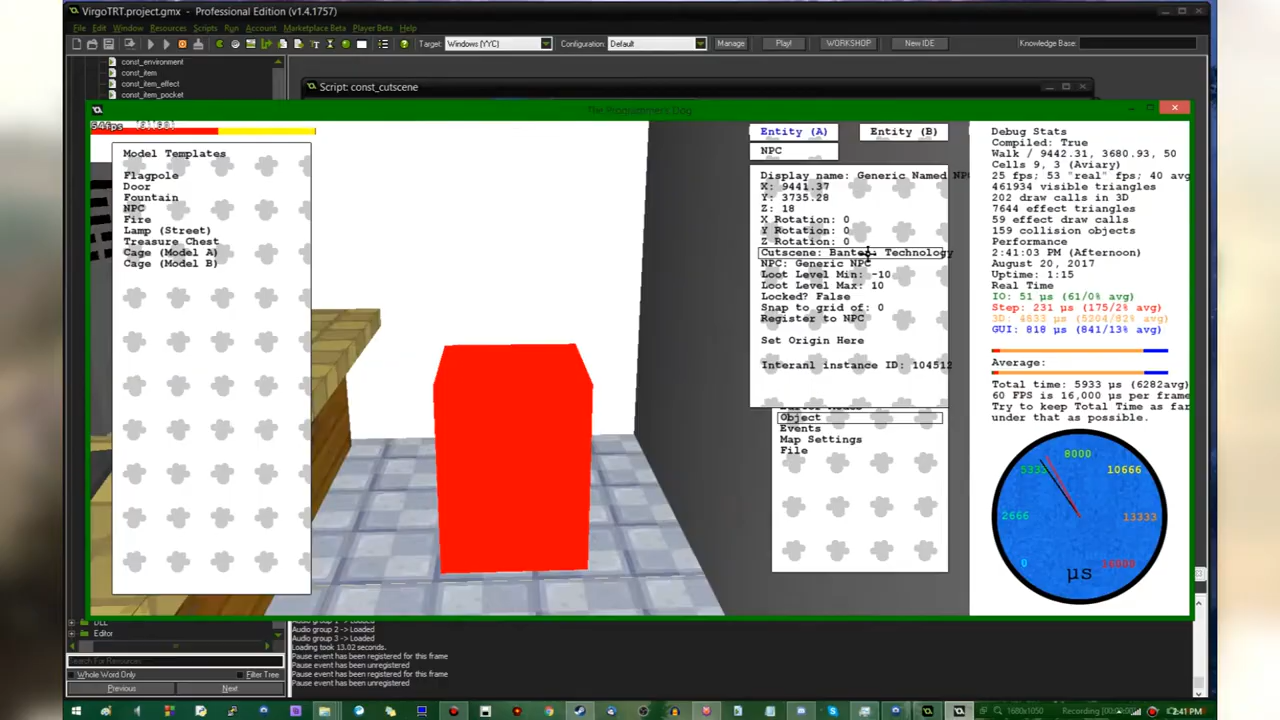 VirgoTRT.project.gmx - Professional Edition (v1.4.1757)
File Edit Window Resources Scripts Run Account Marketplace Beta Player Beta Help
Target: Windows (YYC) Configuration: Default Manage Play! WORKSHOP New IDE Knowledge Base:
const_environment
const_item
const_item_effect
const_item_pocket
Script: const_cutscene
Model Templates
Flagpole
Door
Fountain
NPC
Fire
Lamp (Street)
Treasure Chest
Cage (Model A)
Cage (Model B)
Entity (A) Entity (B)
NPC
Display name: Generic Named NPC
X: 9441.37
Y: 3735.28
Z: 18
X Rotation: 0
Y Rotation: 0
Z Rotation: 0
Cutscene: Technology
NPC: Generic NPC
Loot Level Min: -10
Loot Level Max: 10
Locked? False
Snap to grid of: 0
Register to NPC
Set Origin Here
Interanl instance ID: 104512
Object
Events
Map Settings
File
Debug Stats
Compiled: True
Walk / 9442.31, 3680.93, 50
Cells 9, 3 (Aviary)
25 fps; 53 "real" fps; 40 avg
461934 visible triangles
202 draw calls in 3D
7644 effect triangles
59 effect draw calls
159 collision objects
Performance
2:41:03 PM (Afternoon)
August 20, 2017
Uptime: 1:15
Real Time
IO: 51 µs (61/0% avg)
Step: 231 µs (175/2% avg)
3D: 4833 µs (5204/82% avg)
GUI: 818 µs (841/13% avg)
Average:
Total time: 5933 µs (6282avg)
60 FPS is 16,000 µs per frame
Try to keep Total Time as far
under that as possible.
8000
5333 10666
2666 13333
0 16000
µs
DLL
Editor
Search For Resources
Whole Word Only Filter Tree
Previous Next
Audio group 3 -> Loaded
Loading took 13.02 seconds.
Pause event has been registered for this frame
Pause event has been unregistered
Pause event has been registered for this frame
Pause event has been unregistered
1680x1050 Recording 2:41 PM